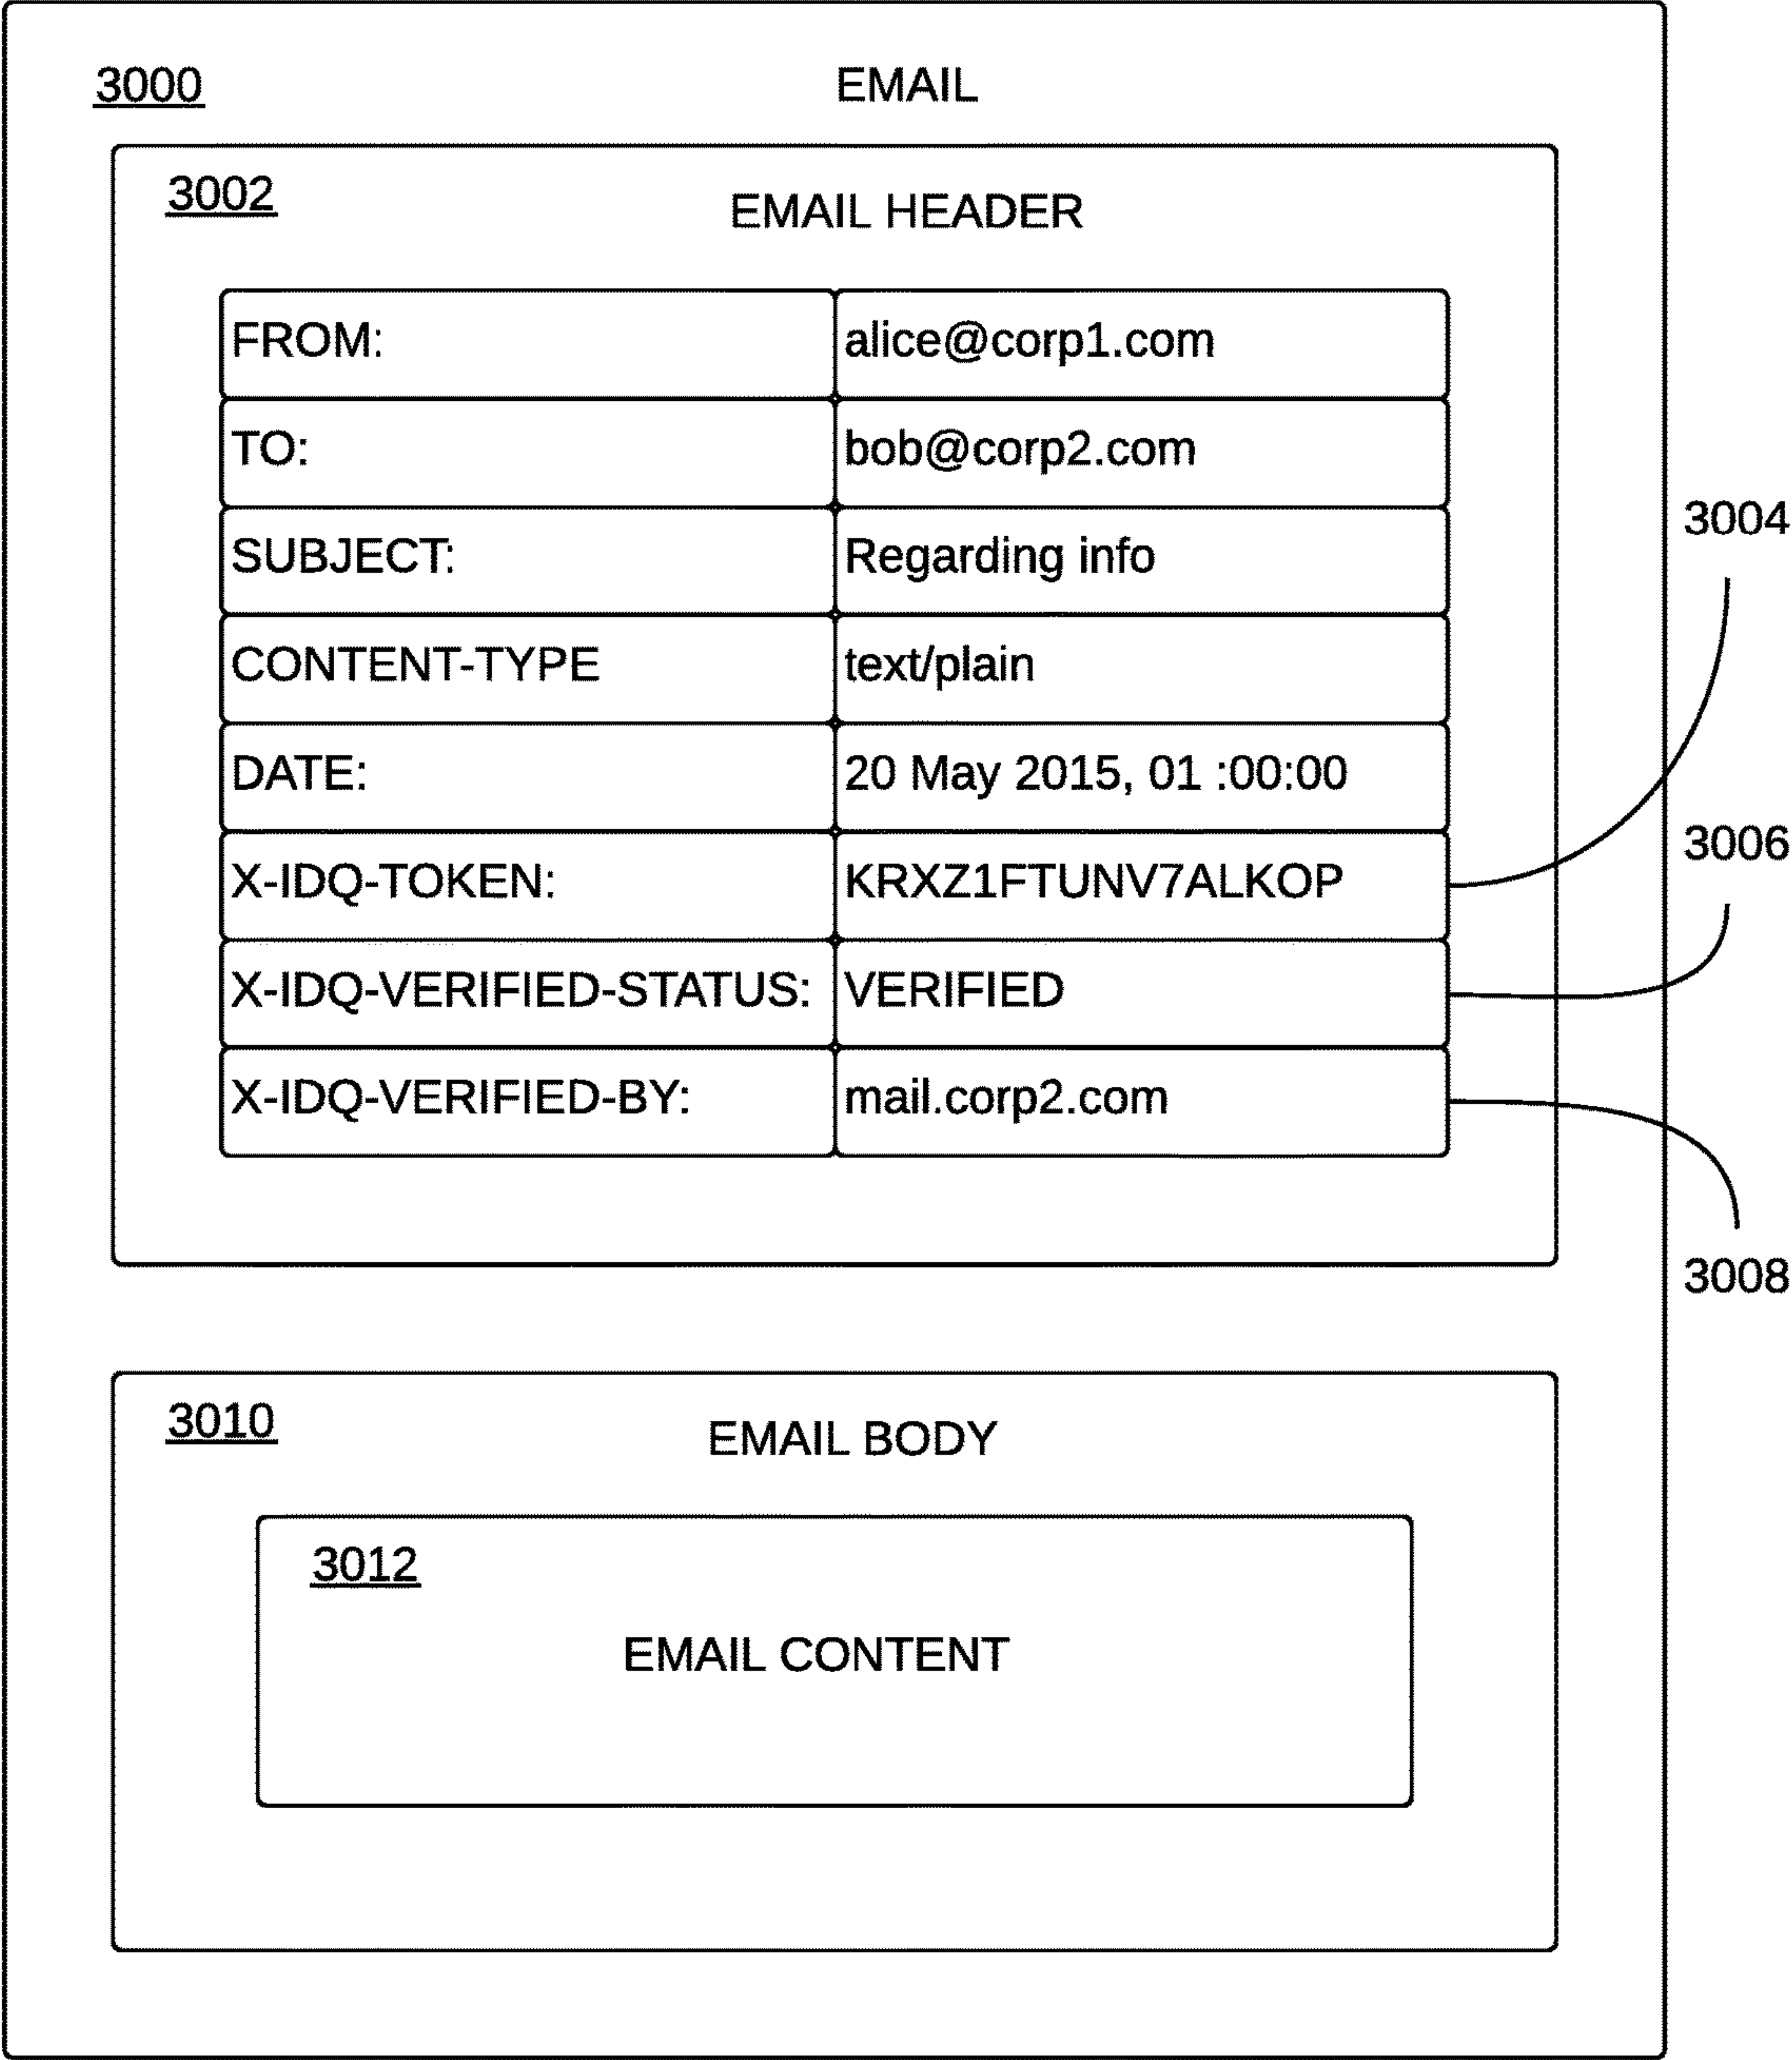 3000 EMAIL
3002 EMAIL HEADER
FROM: alice@corp1.com
TO: bob@corp2.com
SUBJECT: Regarding info
3004
CONTENT-TYPE text/plain
DATE: 20 May 2015, 01 :00:00
3006
X-IDQ-TOKEN: KRXZ1FTUNV7ALKOP
X-IDQ-VERIFIED-STATUS: VERIFIED
X-IDQ-VERIFIED-BY: mail.corp2.com
3008
3010 EMAIL BODY
3012
EMAIL CONTENT